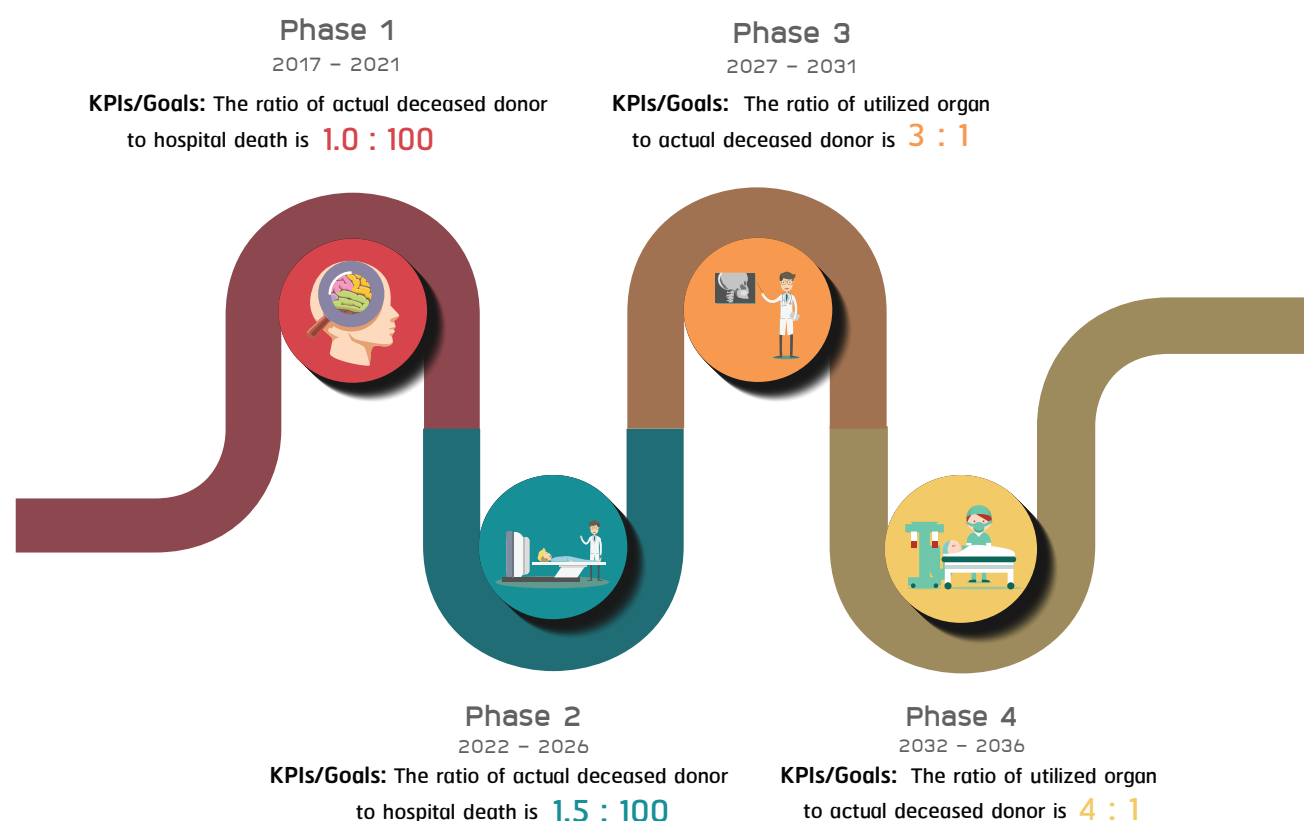 Phase 1
2017 – 2021
KPIs/Goals: The ratio of actual deceased donor
to hospital death is 1.0 : 100
Phase 3
2027 – 2031
KPIs/Goals: The ratio of utilized organ
to actual deceased donor is 3 : 1
Phase 2
2022 – 2026
KPIs/Goals: The ratio of actual deceased donor
to hospital death is 1.5 : 100
Phase 4
2032 – 2036
KPIs/Goals: The ratio of utilized organ
to actual deceased donor is 4 : 1